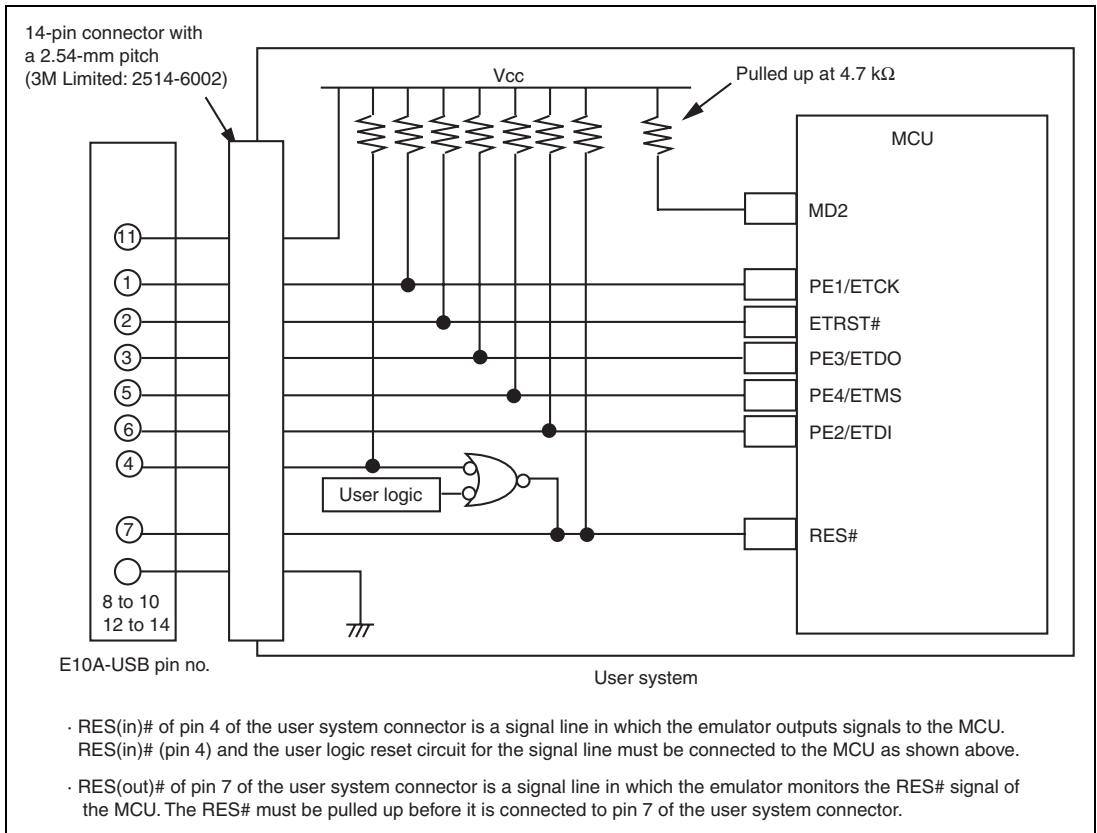 14-pin connector with
a 2.54-mm pitch
(3M Limited: 2514-6002)
Vcc
Pulled up at 4.7 kΩ
MCU
MD2
11
1
PE1/ETCK
2
ETRST#
3
PE3/ETDO
5
PE4/ETMS
6
PE2/ETDI
4
User logic
7
RES#
8 to 10
12 to 14
E10A-USB pin no.
User system
· RES(in)# of pin 4 of the user system connector is a signal line in which the emulator outputs signals to the MCU.
RES(in)# (pin 4) and the user logic reset circuit for the signal line must be connected to the MCU as shown above.
· RES(out)# of pin 7 of the user system connector is a signal line in which the emulator monitors the RES# signal of
the MCU. The RES# must be pulled up before it is connected to pin 7 of the user system connector.